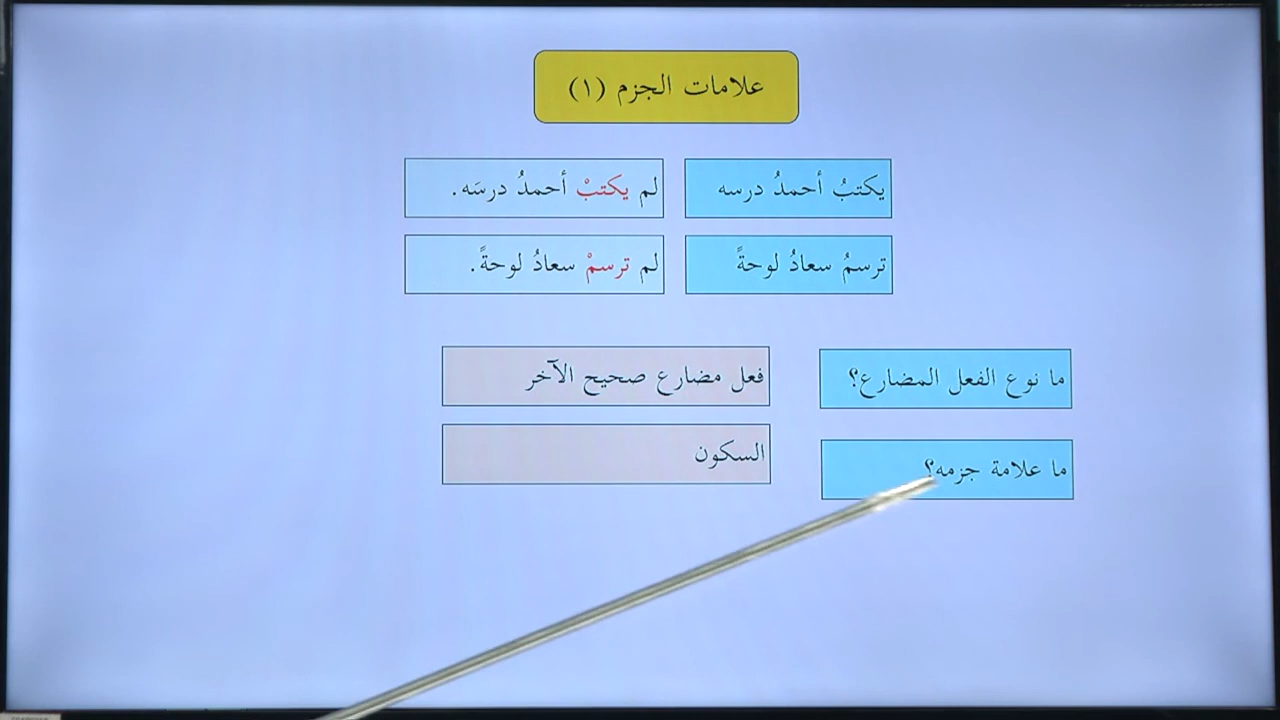 علامات الجزم (١)
يكتبُ أحمدُ درسه
لم يكتبْ أحمدُ درسَه.
ترسمُ سعادُ لوحةً
لم ترسمْ سعادُ لوحةً.
ما نوع الفعل المضارع؟
فعل مضارع صحيح الآخر
ما علامة جزمه؟
السكون